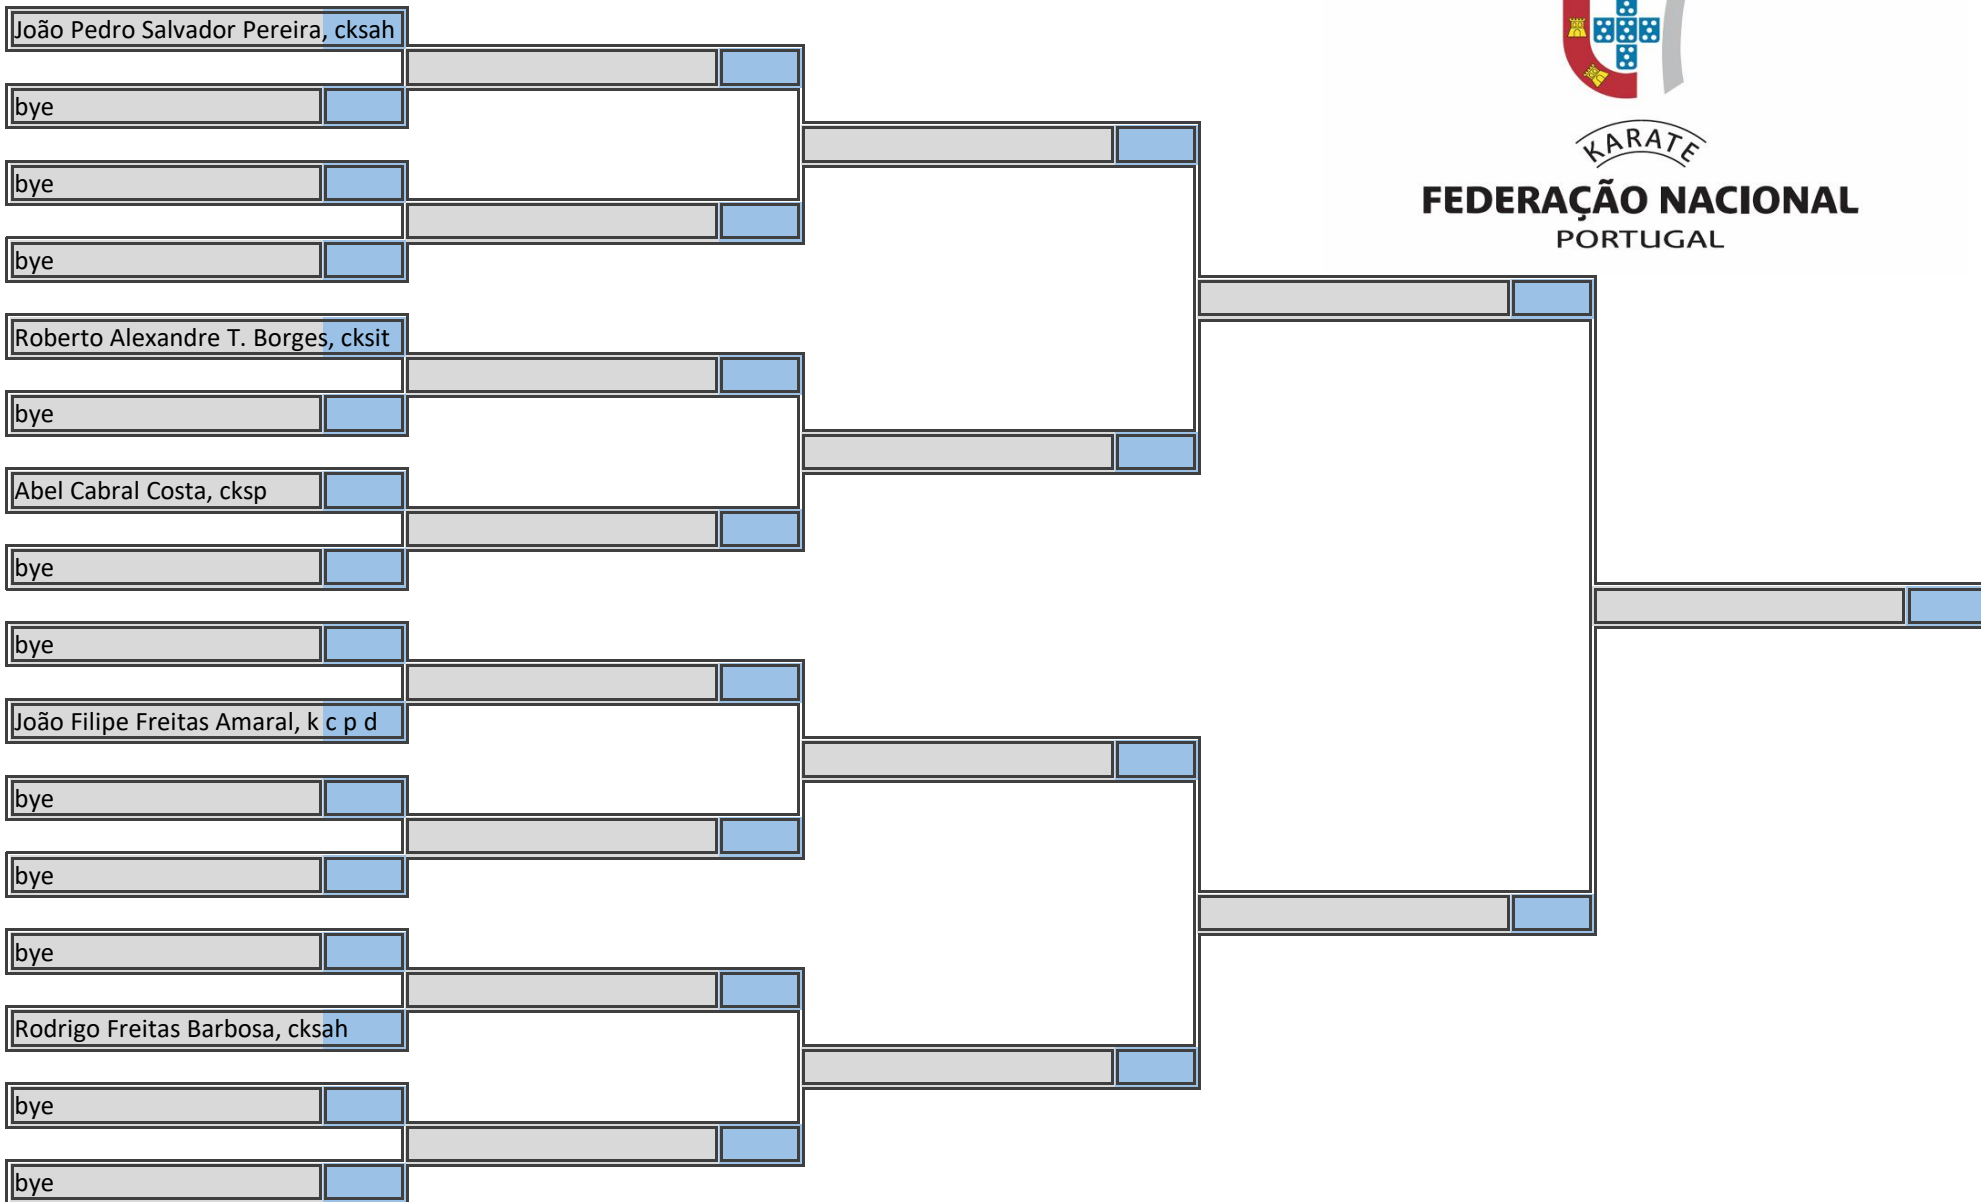 João Pedro Salvador Pereira, cksah
bye
bye
bye
Roberto Alexandre T. Borges, cksit
bye
Abel Cabral Costa, cksp
bye
bye
João Filipe Freitas Amaral, k c p d
bye
bye
bye
Rodrigo Freitas Barbosa, cksah
bye
bye
KARATE
FEDERAÇÃO NACIONAL
PORTUGAL